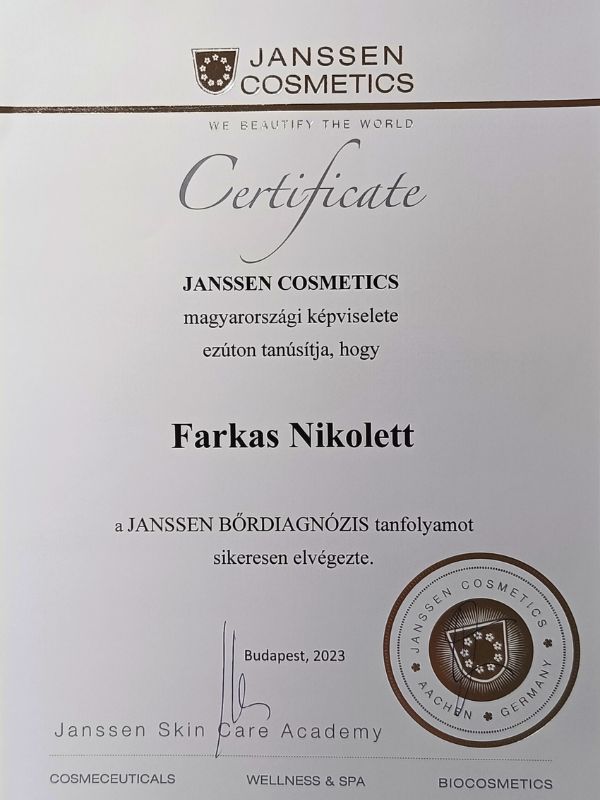 JANSSEN
COSMETICS
WE BEAUTIFY THE WORLD
Certificate
JANSSEN COSMETICS
magyarországi képviselete
ezúton tanúsítja, hogy
Farkas Nikolett
a JANSSEN BŐRDIAGNÓZIS tanfolyamot
sikeresen elvégezte.
JANSSEN COSMETICS
AACHEN GERMANY
Budapest, 2023
Janssen Skin Care Academy
COSMECEUTICALS WELLNESS & SPA BIOCOSMETICS